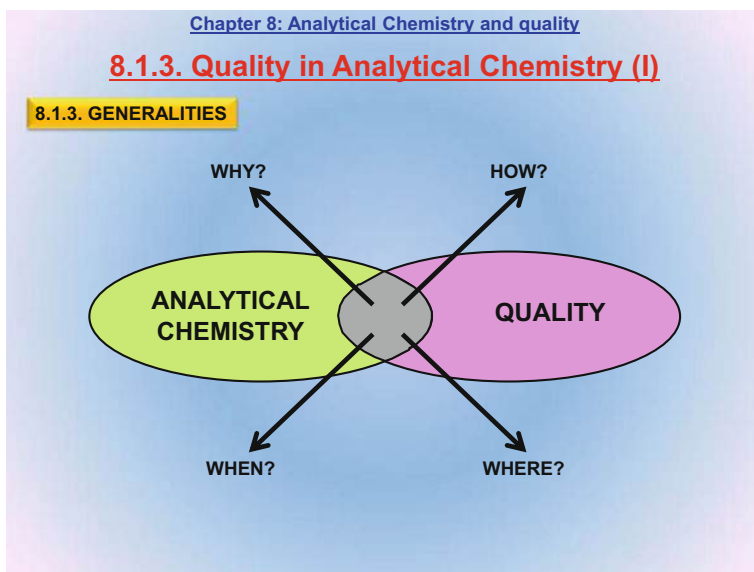 Chapter 8: Analytical Chemistry and quality
8.1.3. Quality in Analytical Chemistry (I)
8.1.3. GENERALITIES
WHY?
HOW?
ANALYTICAL
CHEMISTRY
QUALITY
WHEN?
WHERE?